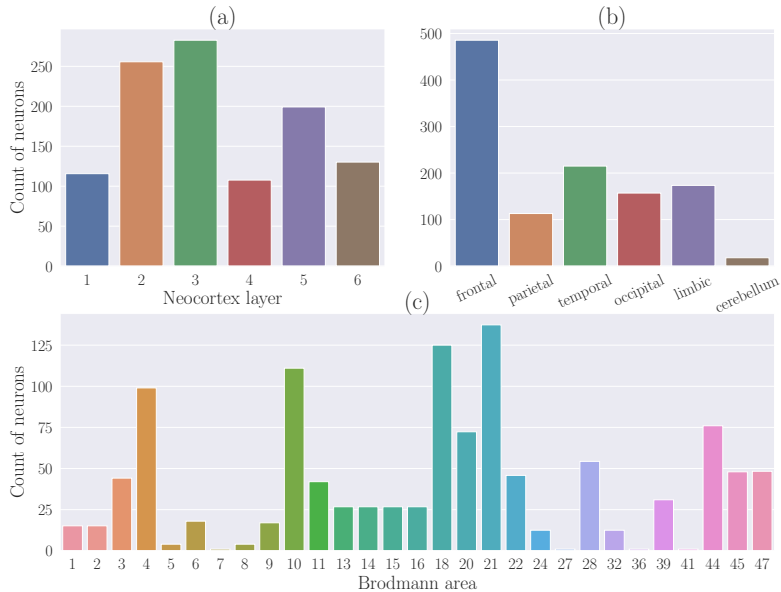 (a)
Count of neurons
250
200
150
100
50
0
1 2 3 4 5 6
Neocortex layer
(b)
500
400
300
200
100
0
frontal parietal temporal occipital limbic cerebellum
(c)
Count of neurons
125
100
75
50
25
0
1 2 3 4 5 6 7 8 9 10 11 13 14 15 16 18 20 21 22 24 27 28 32 36 39 41 44 45 47
Brodmann area